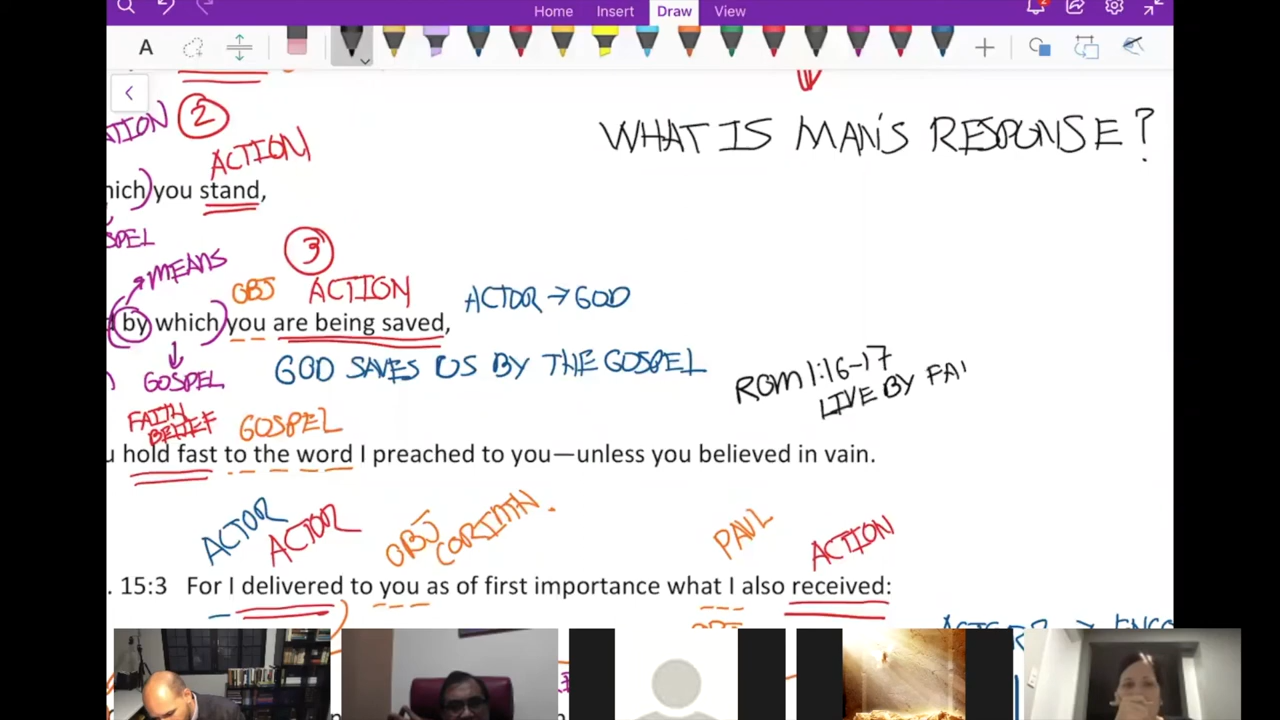 Home Insert Draw View
A
WHAT IS MAN'S RESPONSE?
ATION ②
ACTION
hich) you stand,
SPEL
MEANS
③
OBJ ACTION ACTOR → GOD
by which) you are being saved,
GOSPEL GOD SAVES US BY THE GOSPEL
ROM 1:16-17
LIVE BY FAI
FAITH
BELIEF GOSPEL
u hold fast to the word I preached to you—unless you believed in vain.
ACTOR ACTOR OBJ CORINTH. PAUL ACTION
. 15:3 For I delivered to you as of first importance what I also received: